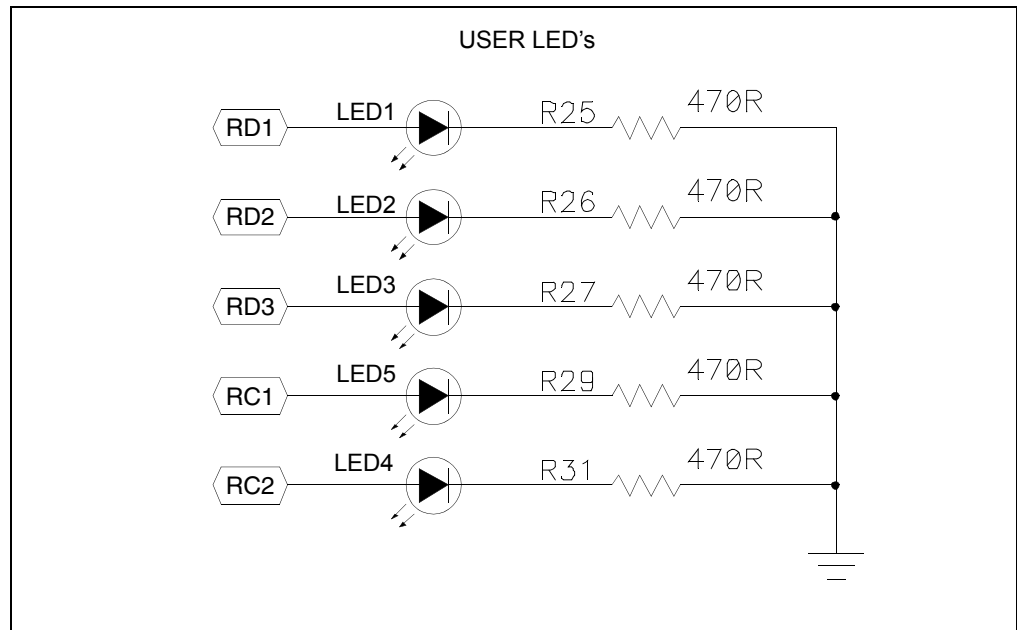 USER LED's
RD1 LED1 R25 470R
RD2 LED2 R26 470R
RD3 LED3 R27 470R
RC1 LED5 R29 470R
RC2 LED4 R31 470R